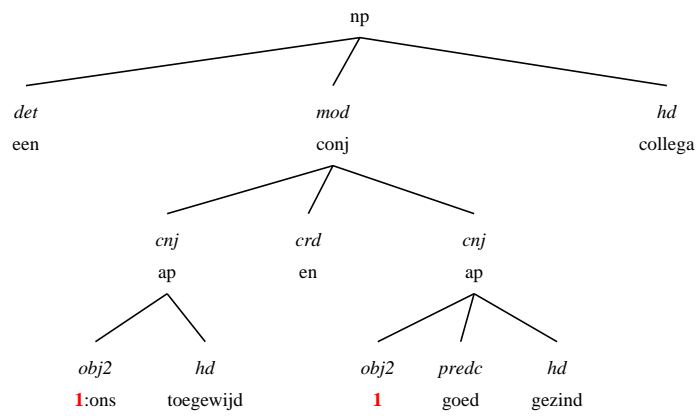 np
det mod hd
een conj collega
cnj crd cnj
ap en ap
obj2 hd obj2 predc hd
1:ons toegewijd 1 goed gezind